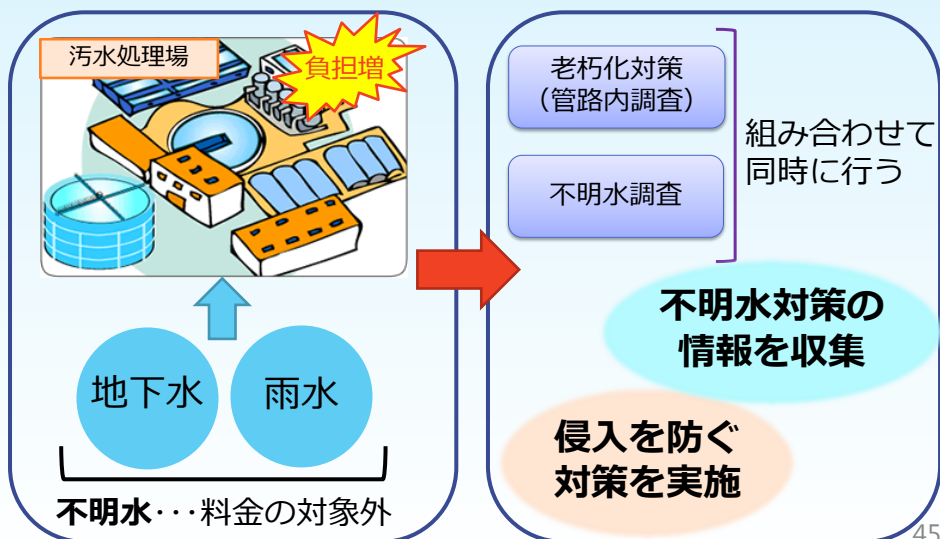 汚水処理場
負担増
地下水
雨水
不明水･･･料金の対象外
老朽化対策
（管路内調査）
不明水調査
組み合わせて
同時に行う
不明水対策の
情報を収集
侵入を防ぐ
対策を実施
45